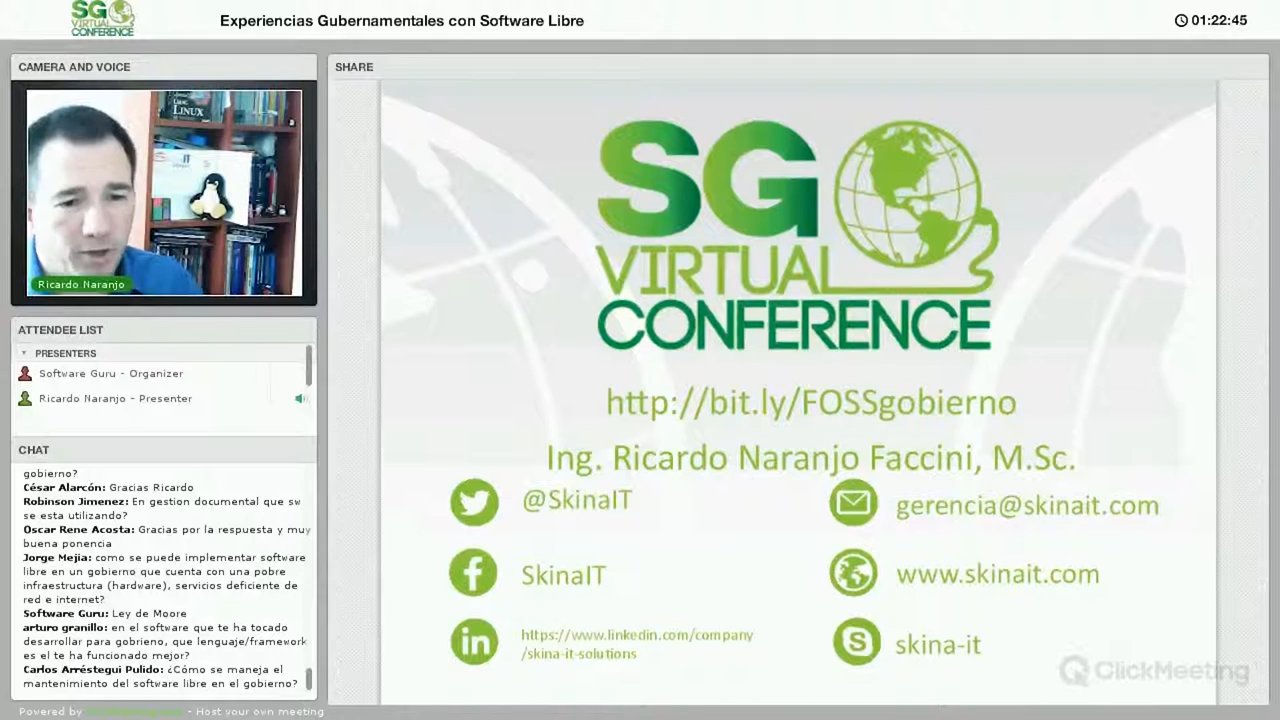 SG
VIRTUAL
CONFERENCE
Experiencias Gubernamentales con Software Libre
01:22:45
CAMERA AND VOICE
LINUX
Ricardo Naranjo
ATTENDEE LIST
PRESENTERS
Software Guru - Organizer
Ricardo Naranjo - Presenter
CHAT
gobierno?
César Alarcón: Gracias Ricardo
Robinson Jimenez: En gestion documental que sw
se esta utilizando?
Oscar Rene Acosta: Gracias por la respuesta y muy
buena ponencia
Jorge Mejia: como se puede implementar software
libre en un gobierno que cuenta con una pobre
infraestructura (hardware), servicios deficiente de
red e internet?
Software Guru: Ley de Moore
arturo granillo: en el software que te ha tocado
desarrollar para gobrieno, que lenguaje/framework
es el te ha funcionado mejor?
Carlos Arréstegui Pulido: ¿Cómo se maneja el
mantenimiento del software libre en el gobierno?
SHARE
SG
VIRTUAL
CONFERENCE
http://bit.ly/FOSSgobierno
Ing. Ricardo Naranjo Faccini, M.Sc.
@SkinaIT
gerencia@skinait.com
SkinaIT
www.skinait.com
https://www.linkedin.com/company
/skina-it-solutions
skina-it
ClickMeeting
Powered by - Host your own meeting